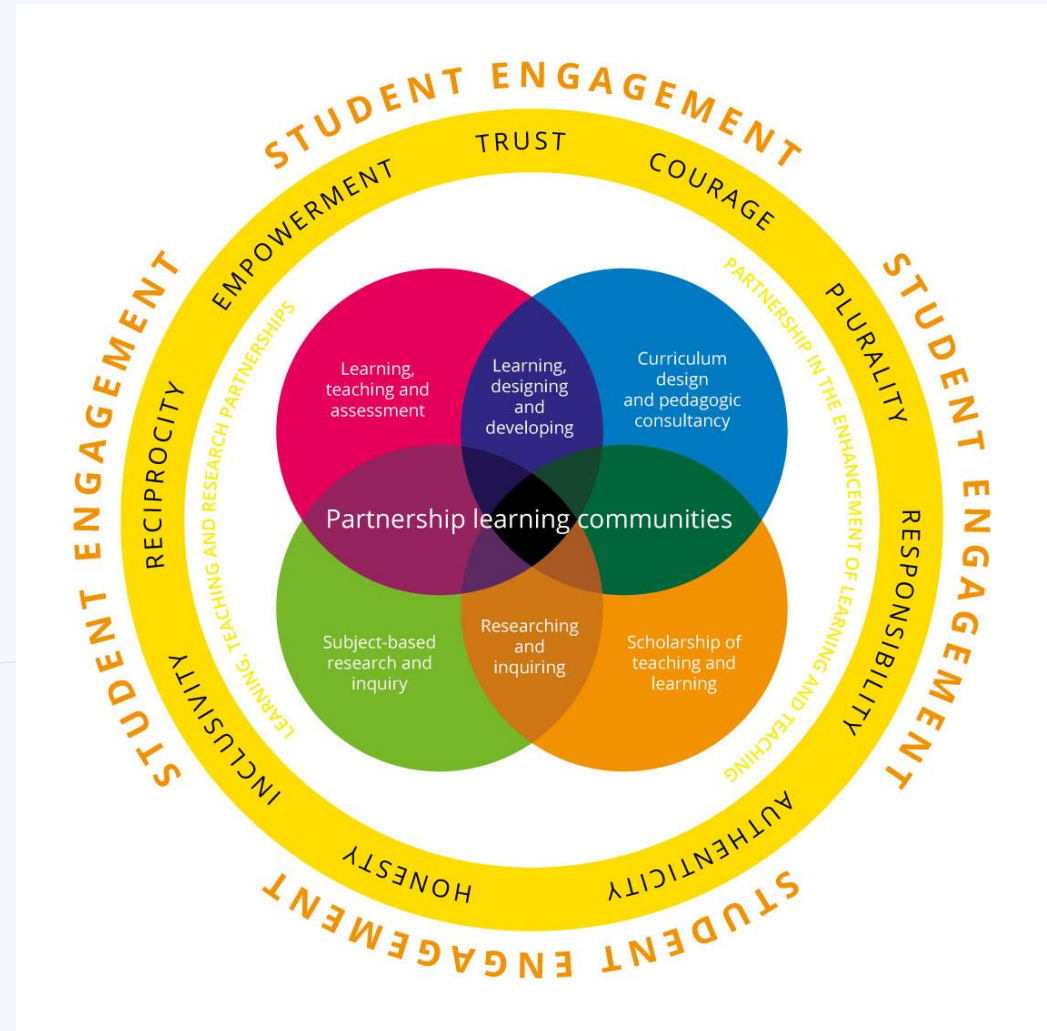 STUDENT ENGAGEMENT
STUDENT ENGAGEMENT
STUDENT ENGAGEMENT
STUDENT ENGAGEMENT
TRUST
COURAGE
PLURALITY
RESPONSIBILITY
AUTHENTICITY
HONESTY
INCLUSIVITY
RECIPROCITY
EMPOWERMENT
LEARNING, TEACHING AND RESEARCH PARTNERSHIPS
PARTNERSHIP IN THE ENHANCEMENT OF LEARNING AND TEACHING
Learning,
teaching and
assessment
Learning,
designing
and
developing
Curriculum
design
and pedagogic
consultancy
Partnership learning communities
Subject-based
research and
inquiry
Researching
and
inquiring
Scholarship of
teaching and
learning